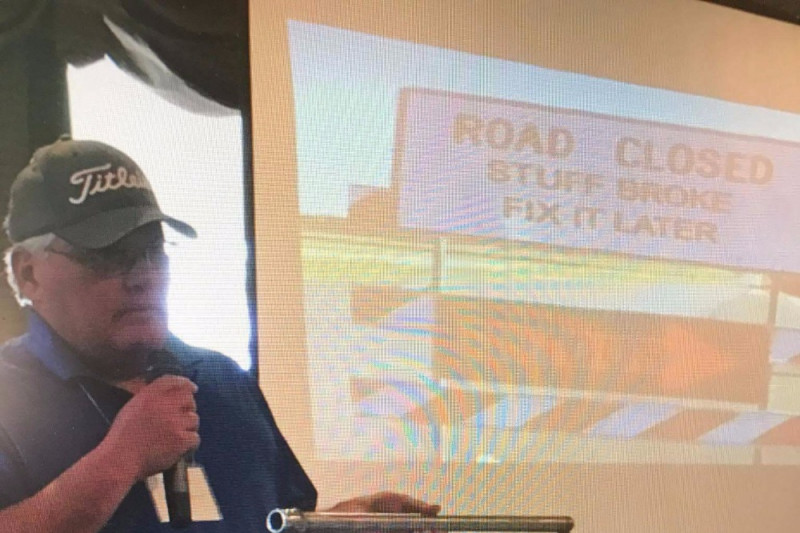 Titleist
ROAD CLOSED
STUFF BROKE
FIX IT LATER